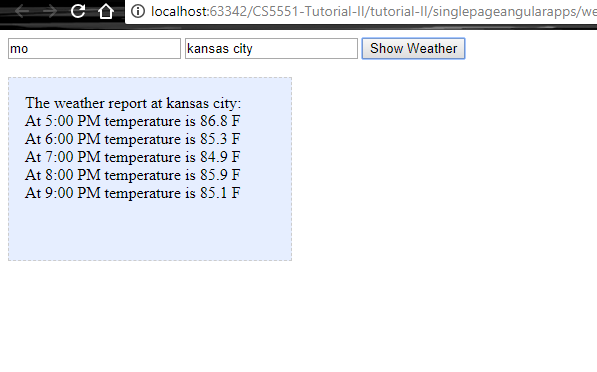 localhost:63342/CS5551-Tutorial-II/tutorial-II/singlepageangularapps/we
mo
kansas city
Show Weather
The weather report at kansas city:
At 5:00 PM temperature is 86.8 F
At 6:00 PM temperature is 85.3 F
At 7:00 PM temperature is 84.9 F
At 8:00 PM temperature is 85.9 F
At 9:00 PM temperature is 85.1 F